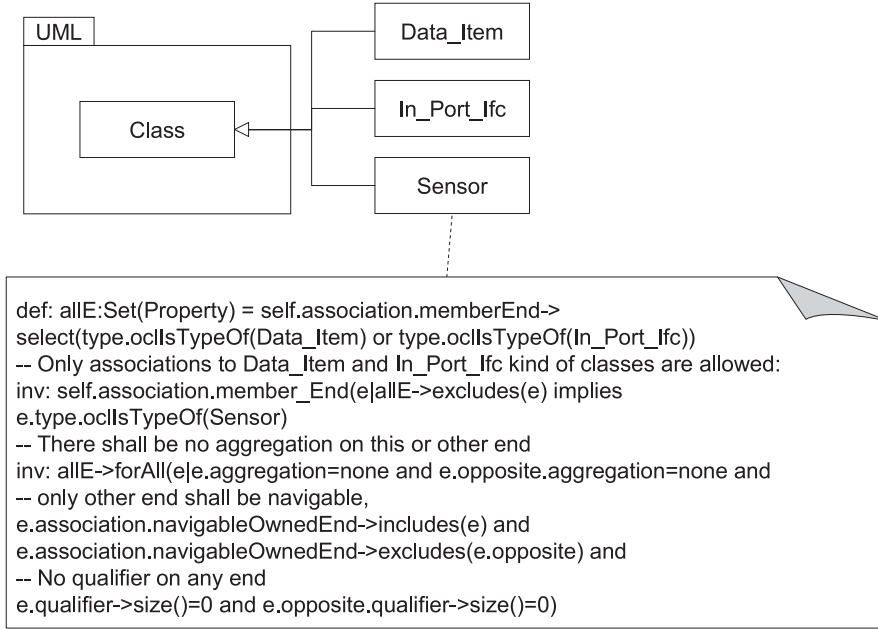 UML
Class
Data_Item
In_Port_Ifc
Sensor
def: allE:Set(Property) = self.association.memberEnd->
select(type.oclIsTypeOf(Data_Item) or type.oclIsTypeOf(In_Port_Ifc))
-- Only associations to Data_Item and In_Port_Ifc kind of classes are allowed:
inv: self.association.member_End(e|allE->excludes(e) implies
e.type.oclIsTypeOf(Sensor)
-- There shall be no aggregation on this or other end
inv: allE->forAll(e|e.aggregation=none and e.opposite.aggregation=none and
-- only other end shall be navigable,
e.association.navigableOwnedEnd->includes(e) and
e.association.navigableOwnedEnd->excludes(e.opposite) and
-- No qualifier on any end
e.qualifier->size()=0 and e.opposite.qualifier->size()=0)